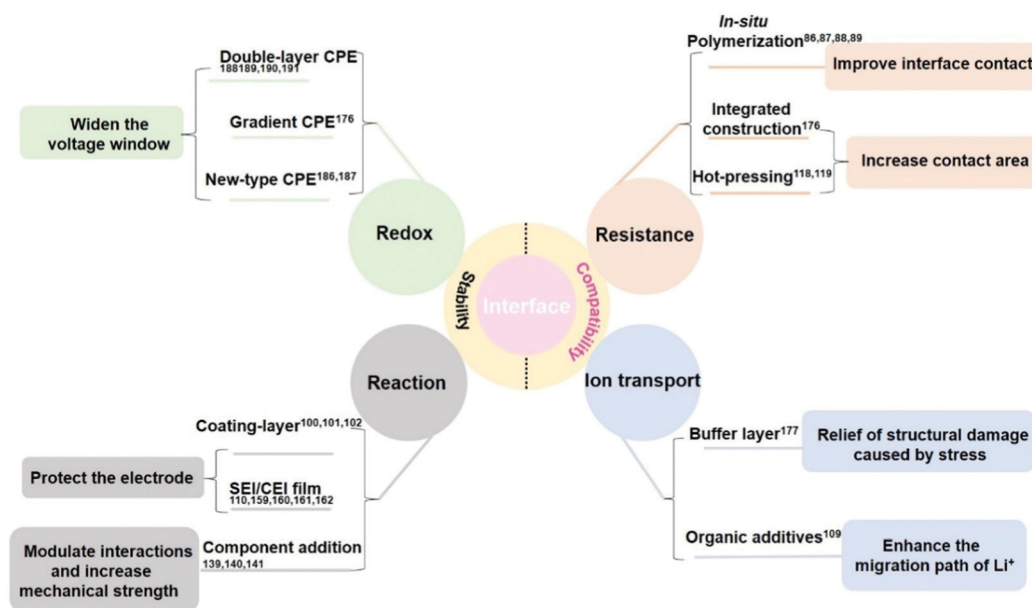 Double-layer CPE
188189,190,191
Widen the
voltage window
Gradient CPE176
New-type CPE186,187
Redox
In-situ
Polymerization86,87,88,89
Improve interface contact
Integrated
construction176
Increase contact area
Hot-pressing118,119
Resistance
Stability
Interface
Compatibility
Reaction
Coating-layer100,101,102
Protect the electrode
SEI/CEI film
110,159,160,161,162
Modulate interactions
and increase
mechanical strength
Component addition
139,140,141
Ion transport
Buffer layer177
Relief of structural damage
caused by stress
Organic additives109
Enhance the
migration path of Li+